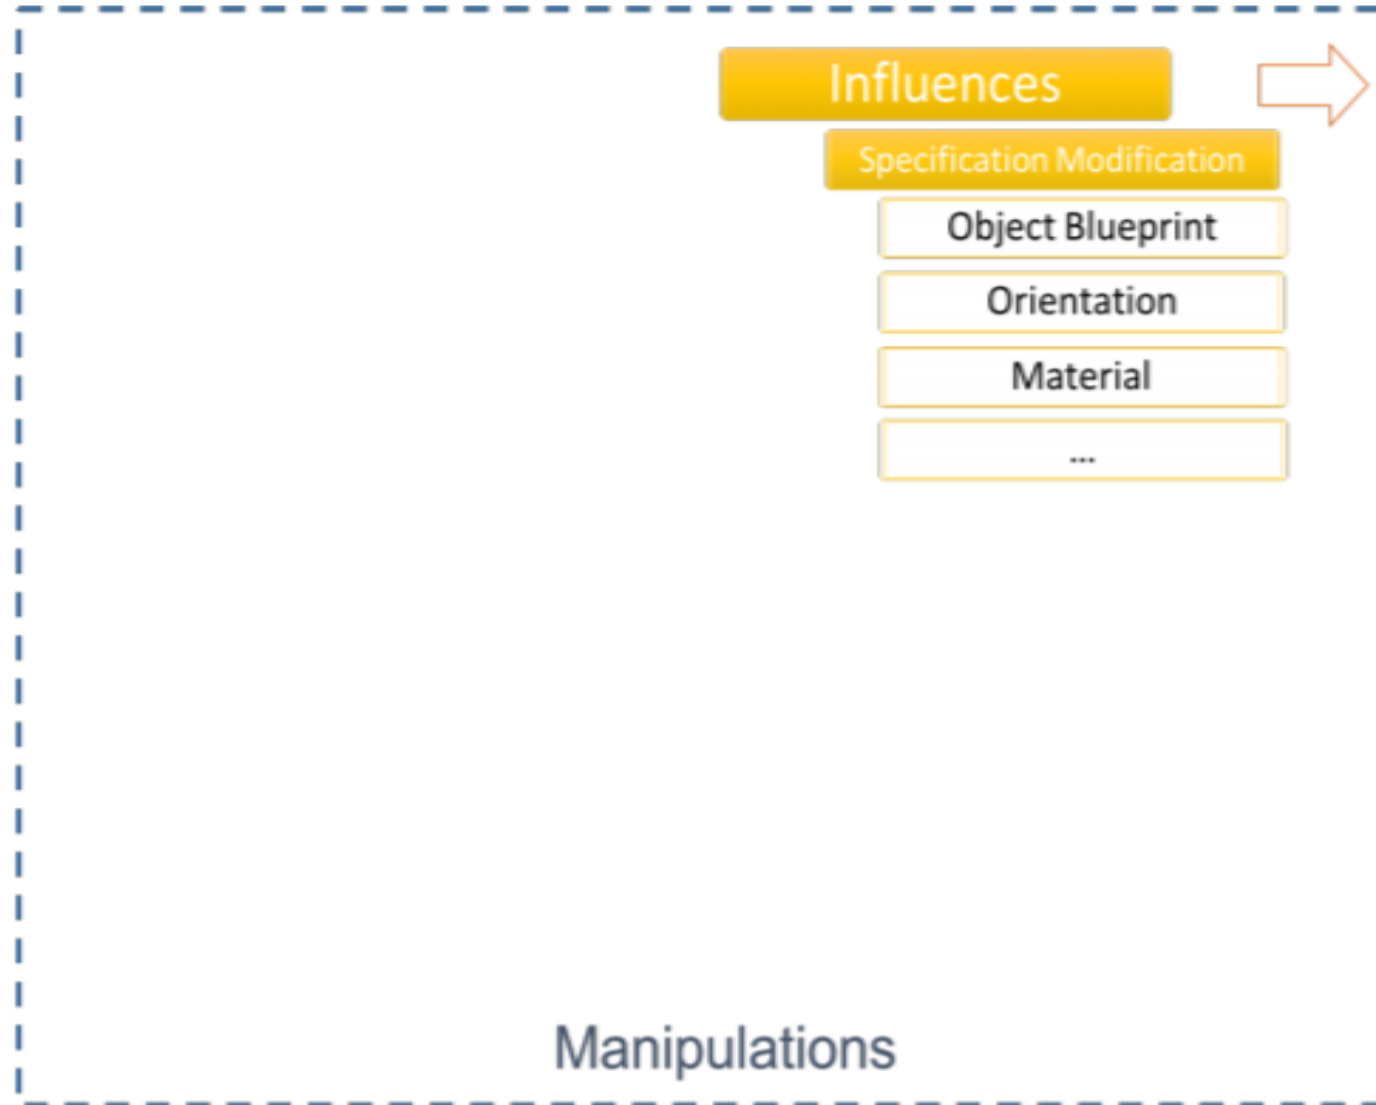 Influences
Specification Modification
Object Blueprint
Orientation
Material
...
Manipulations